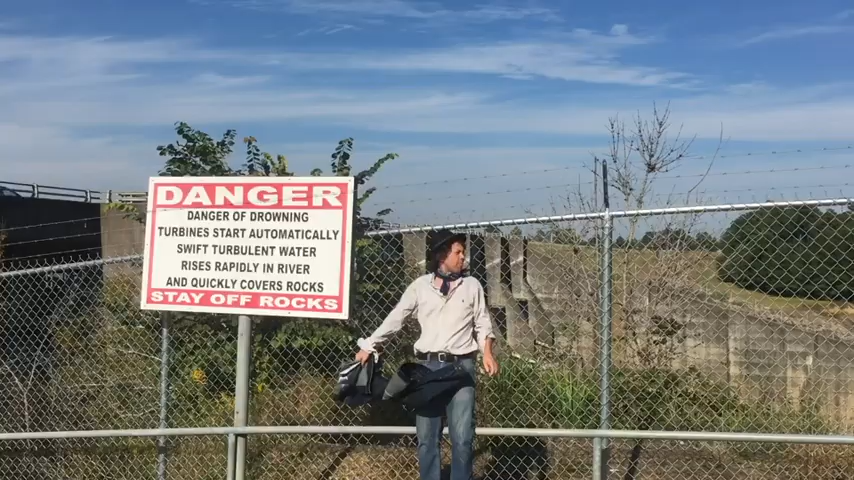 DANGER
DANGER OF DROWNING
TURBINES START AUTOMATICALLY
SWIFT TURBULENT WATER
RISES RAPIDLY IN RIVER
AND QUICKLY COVERS ROCKS
STAY OFF ROCKS